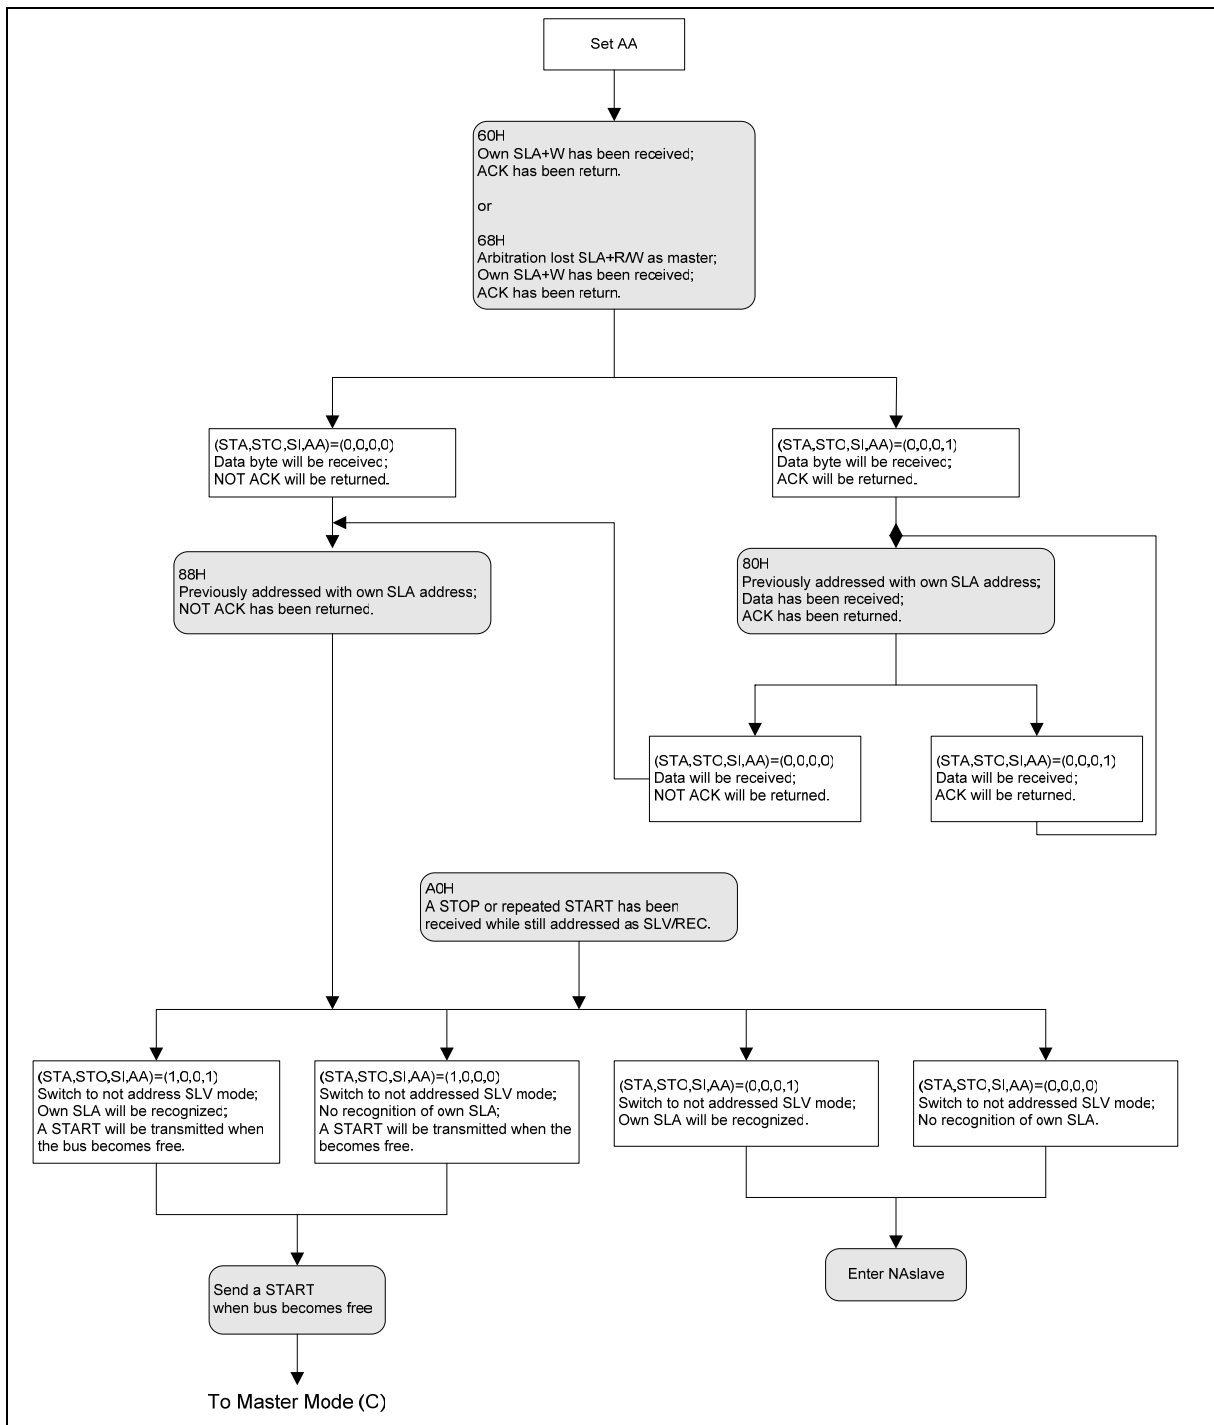 Set AA
60H
Own SLA+W has been received;
ACK has been return.
or
68H
Arbitration lost SLA+R/W as master;
Own SLA+W has been received;
ACK has been return.
(STA,STO,SI,AA)=(0,0,0,0)
Data byte will be received;
NOT ACK will be returned.
(STA,STO,SI,AA)=(0,0,0,1)
Data byte will be received;
ACK will be returned.
88H
Previously addressed with own SLA address;
NOT ACK has been returned.
80H
Previously addressed with own SLA address;
Data has been received;
ACK has been returned.
(STA,STO,SI,AA)=(0,0,0,0)
Data will be received;
NOT ACK will be returned.
(STA,STO,SI,AA)=(0,0,0,1)
Data will be received;
ACK will be returned.
A0H
A STOP or repeated START has been
received while still addressed as SLV/REC.
(STA,STO,SI,AA)=(1,0,0,1)
Switch to not address SLV mode;
Own SLA will be recognized;
A START will be transmitted when
the bus becomes free.
(STA,STO,SI,AA)=(1,0,0,0)
Switch to not addressed SLV mode;
No recognition of own SLA;
A START will be transmitted when the
becomes free.
(STA,STO,SI,AA)=(0,0,0,1)
Switch to not addressed SLV mode;
Own SLA will be recognized.
(STA,STO,SI,AA)=(0,0,0,0)
Switch to not addressed SLV mode;
No recognition of own SLA.
Send a START
when bus becomes free
Enter NAslave
To Master Mode (C)